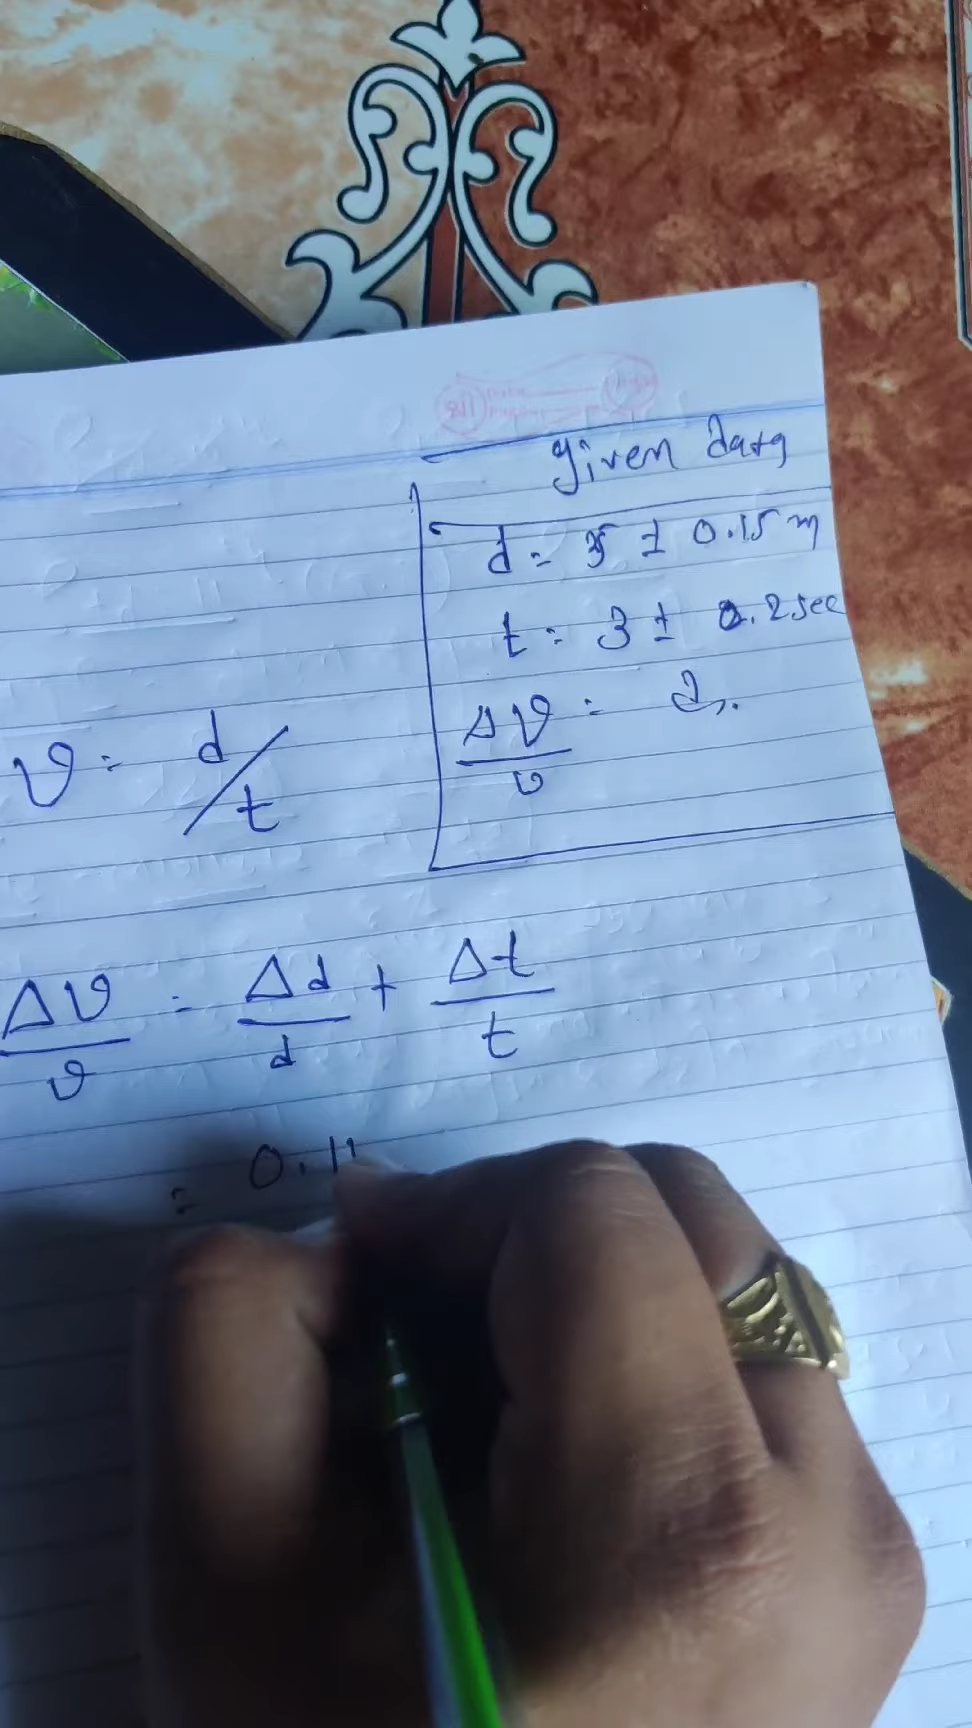 given data
d = 5 ± 0.15 m
t = 3 ± 0.2 sec
Δv/v =
v = d/t
Δv/v = Δd/d + Δt/t
= 0.1